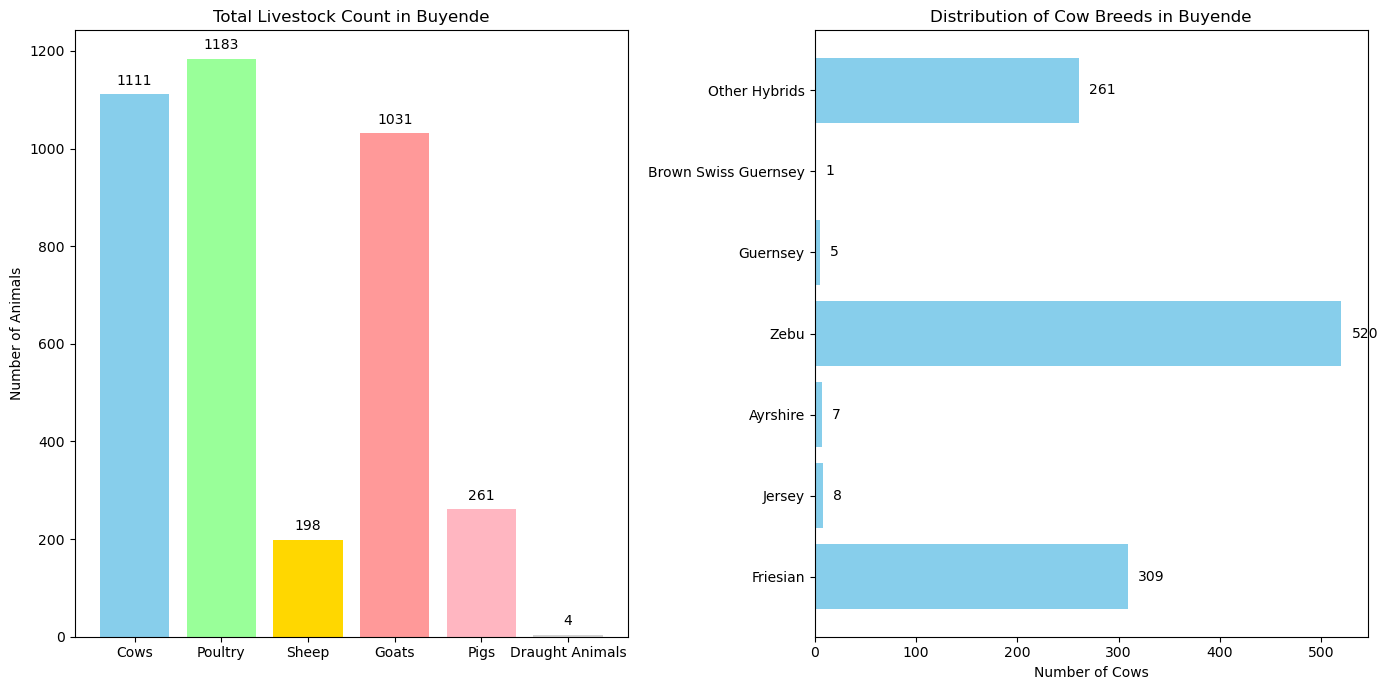 Total Livestock Count in Buyende
Number of Animals
1200
1000
800
600
400
200
0
1111
1183
198
1031
261
4
Cows
Poultry
Sheep
Goats
Pigs
Draught Animals
Distribution of Cow Breeds in Buyende
Other Hybrids
261
Brown Swiss Guernsey
1
Guernsey
5
Zebu
520
Ayrshire
7
Jersey
8
Friesian
309
0
100
200
300
400
500
Number of Cows